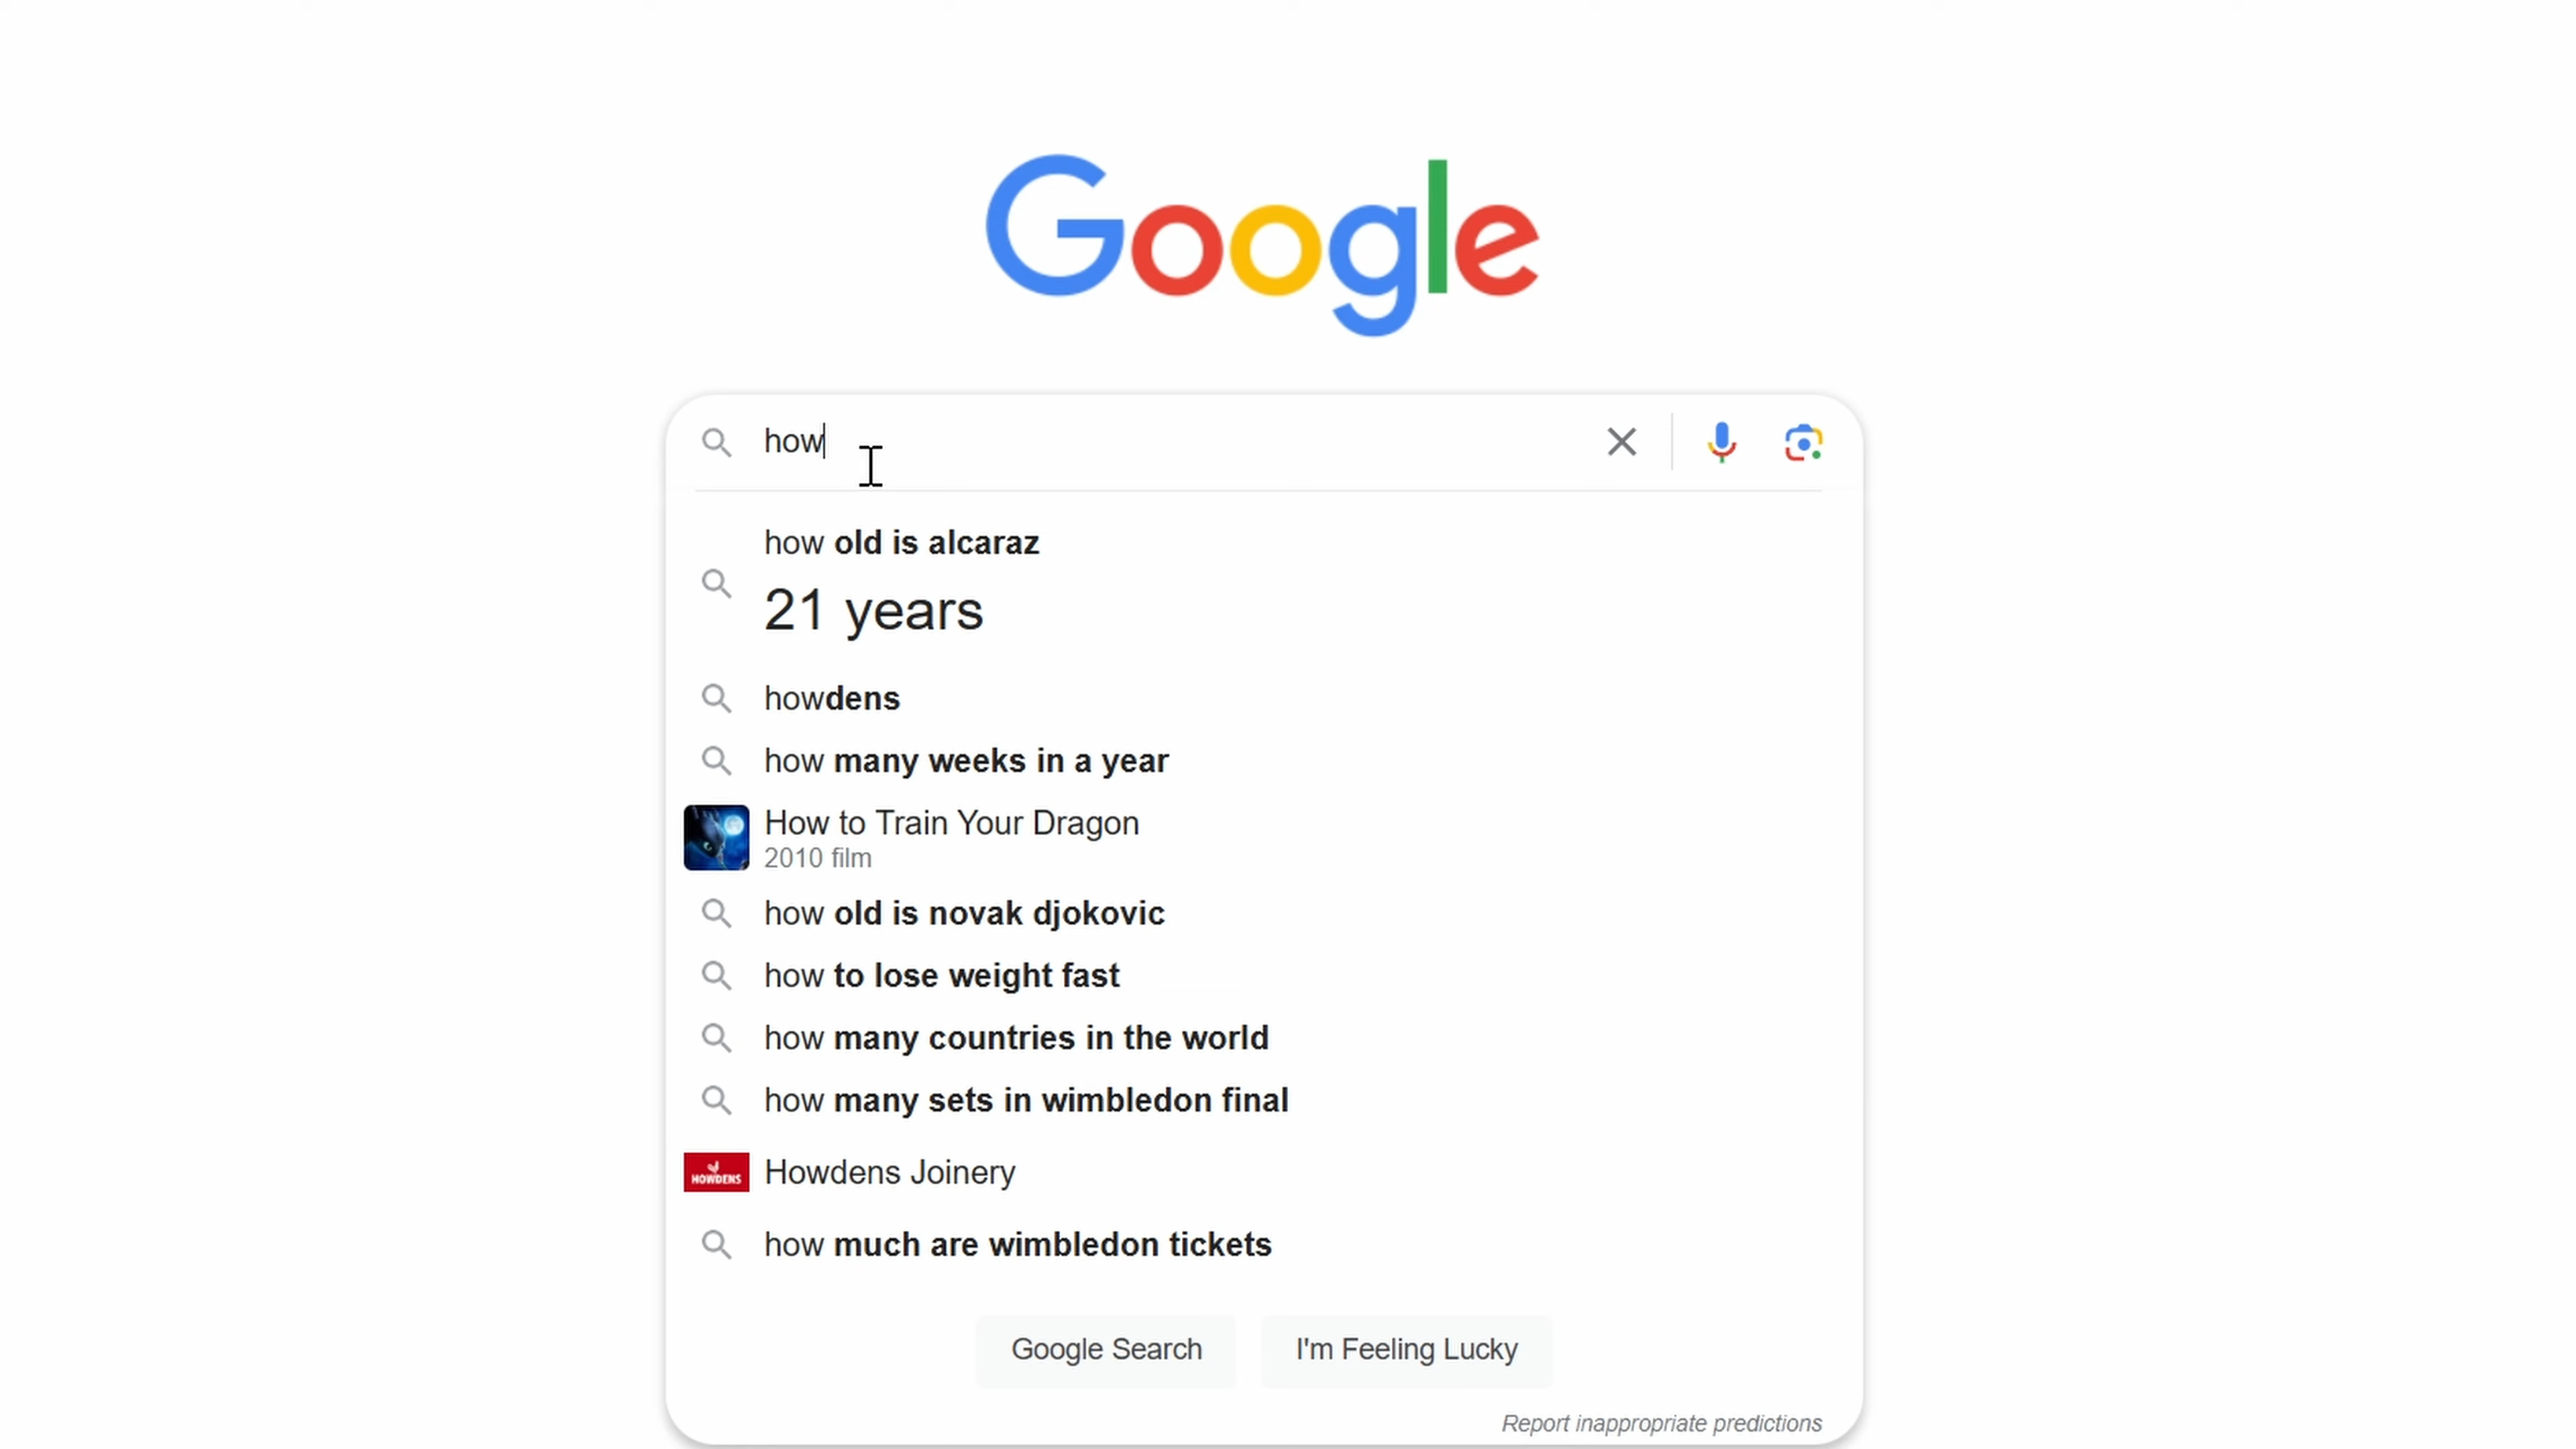 Google
how
how old is alcaraz
21 years
howdens
how many weeks in a year
How to Train Your Dragon
2010 film
how old is novak djokovic
how to lose weight fast
how many countries in the world
how many sets in wimbledon final
HOWDENS
Howdens Joinery
how much are wimbledon tickets
Google Search
I'm Feeling Lucky
Report inappropriate predictions